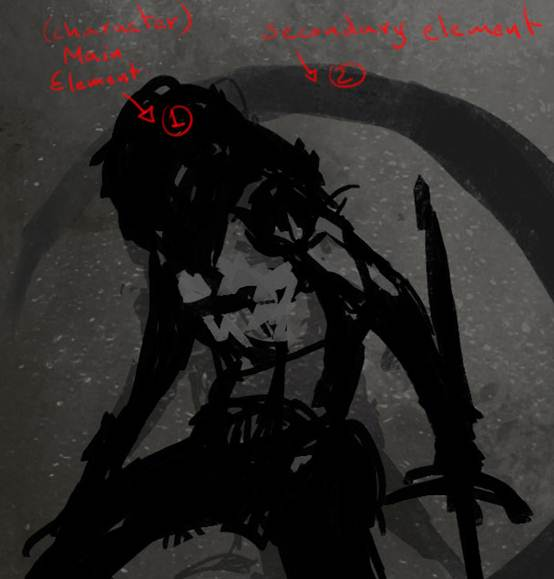 (character)
Main
Element
①
secondary element
②